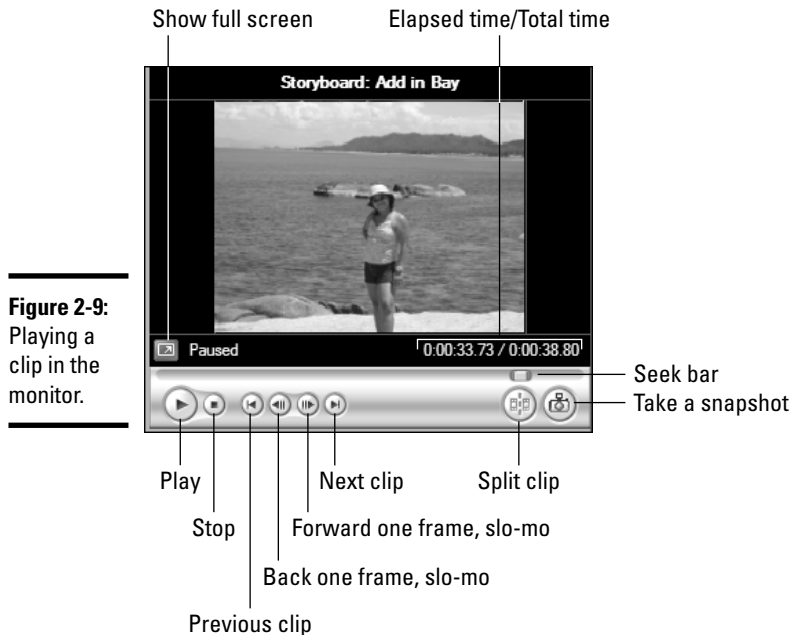 Show full screen
Elapsed time/Total time
Storyboard: Add in Bay
Figure 2-9:
Playing a
clip in the
monitor.
Paused
0:00:33.73 / 0:00:38.80
Seek bar
Take a snapshot
Play
Next clip
Split clip
Stop
Forward one frame, slo-mo
Back one frame, slo-mo
Previous clip